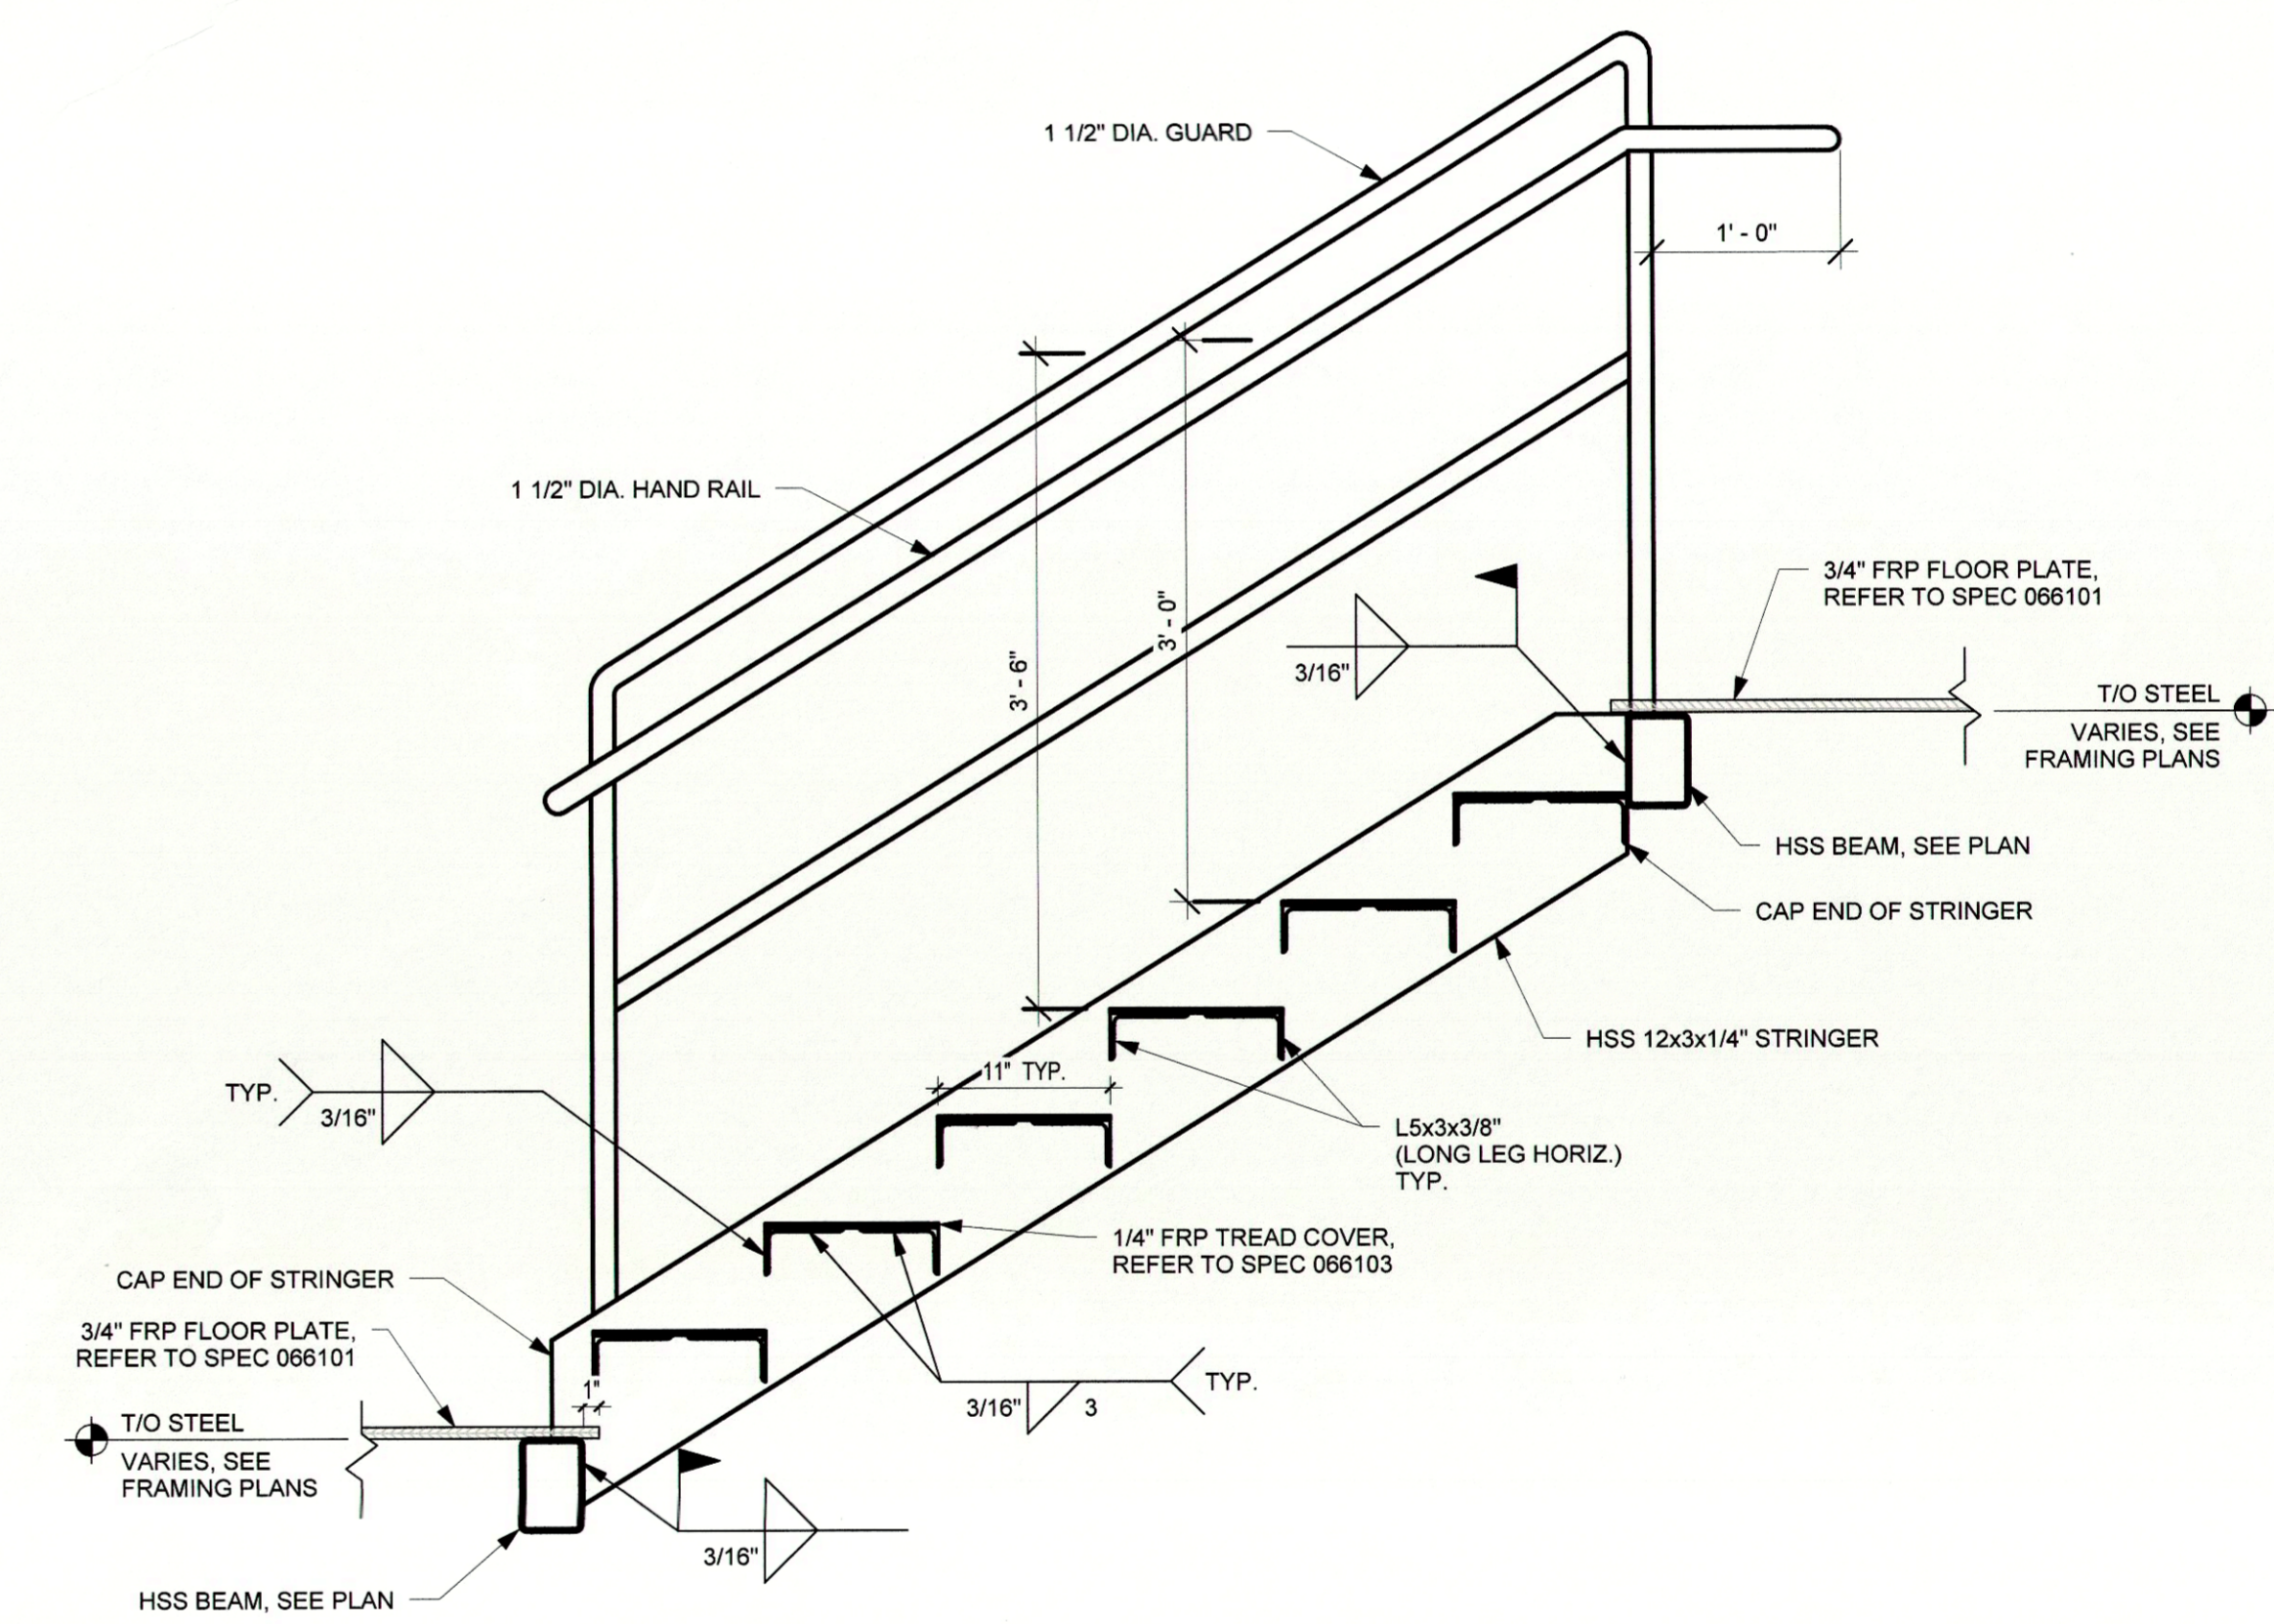 1 1/2" DIA. GUARD
1' - 0"
1 1/2" DIA. HAND RAIL
3' - 6"
3' - 0"
3/16"
3/4" FRP FLOOR PLATE,
REFER TO SPEC 066101
T/O STEEL
VARIES, SEE
FRAMING PLANS
HSS BEAM, SEE PLAN
CAP END OF STRINGER
HSS 12x3x1/4" STRINGER
11" TYP.
TYP.
3/16"
L5x3x3/8"
(LONG LEG HORIZ.)
TYP.
1/4" FRP TREAD COVER,
REFER TO SPEC 066103
CAP END OF STRINGER
3/4" FRP FLOOR PLATE,
REFER TO SPEC 066101
1"
3/16"
3
TYP.
T/O STEEL
VARIES, SEE
FRAMING PLANS
3/16"
HSS BEAM, SEE PLAN